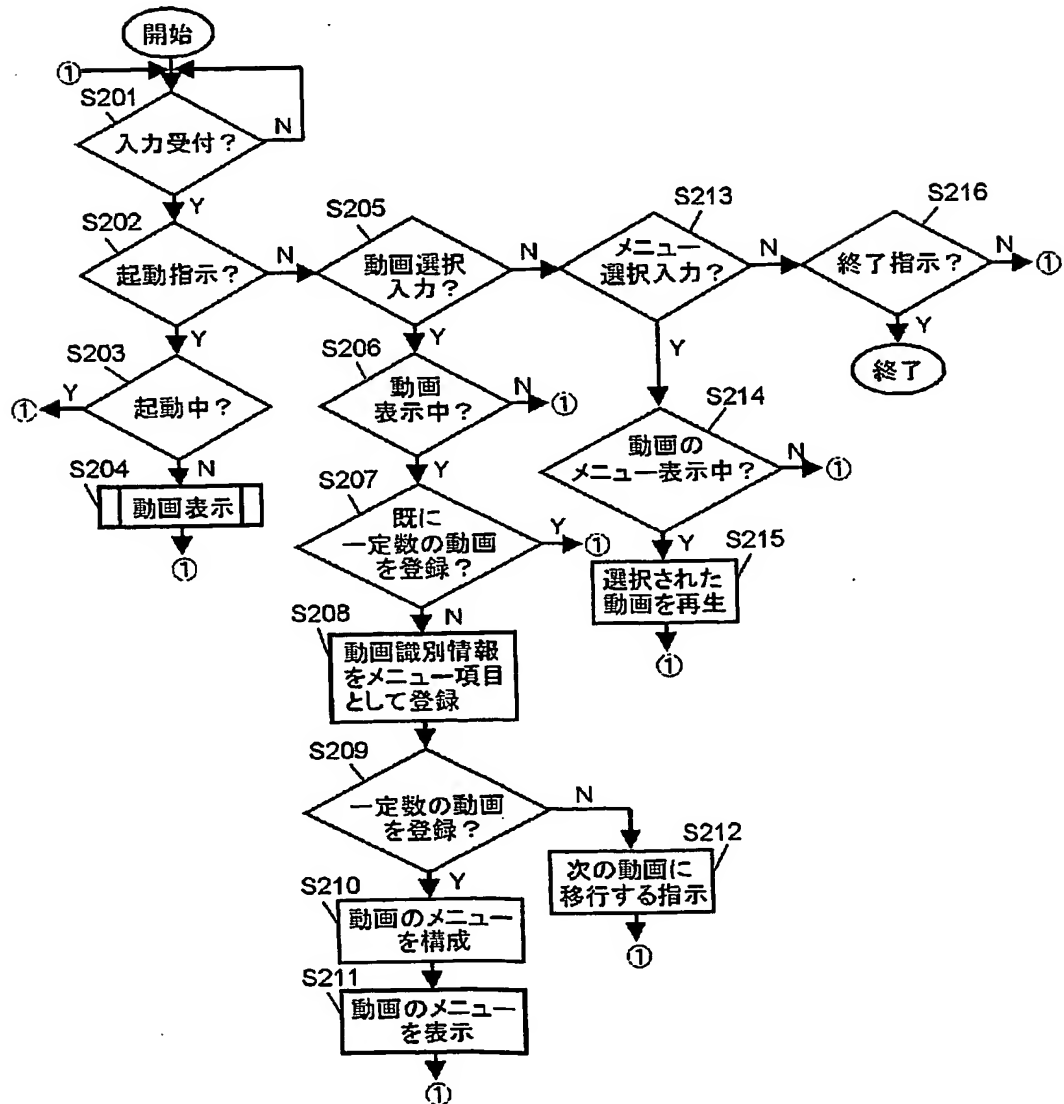 開始
①
S201
入力受付?
N
Y
S202
起動指示?
N
S205
動画選択
入力?
N
S213
メニュー
選択入力?
N
S216
終了指示?
N
①
Y
終了
Y
S203
起動中?
Y
①
N
S204
動画表示
①
Y
S206
動画
表示中?
N
①
Y
S207
既に
一定数の動画
を登録?
Y
①
N
S208
動画識別情報
をメニュー項目
として登録
S209
一定数の動画
を登録?
N
S212
次の動画に
移行する指示
①
Y
S210
動画のメニュー
を構成
S211
動画のメニュー
を表示
①
Y
S214
動画の
メニュー表示中?
N
①
Y
S215
選択された
動画を再生
①